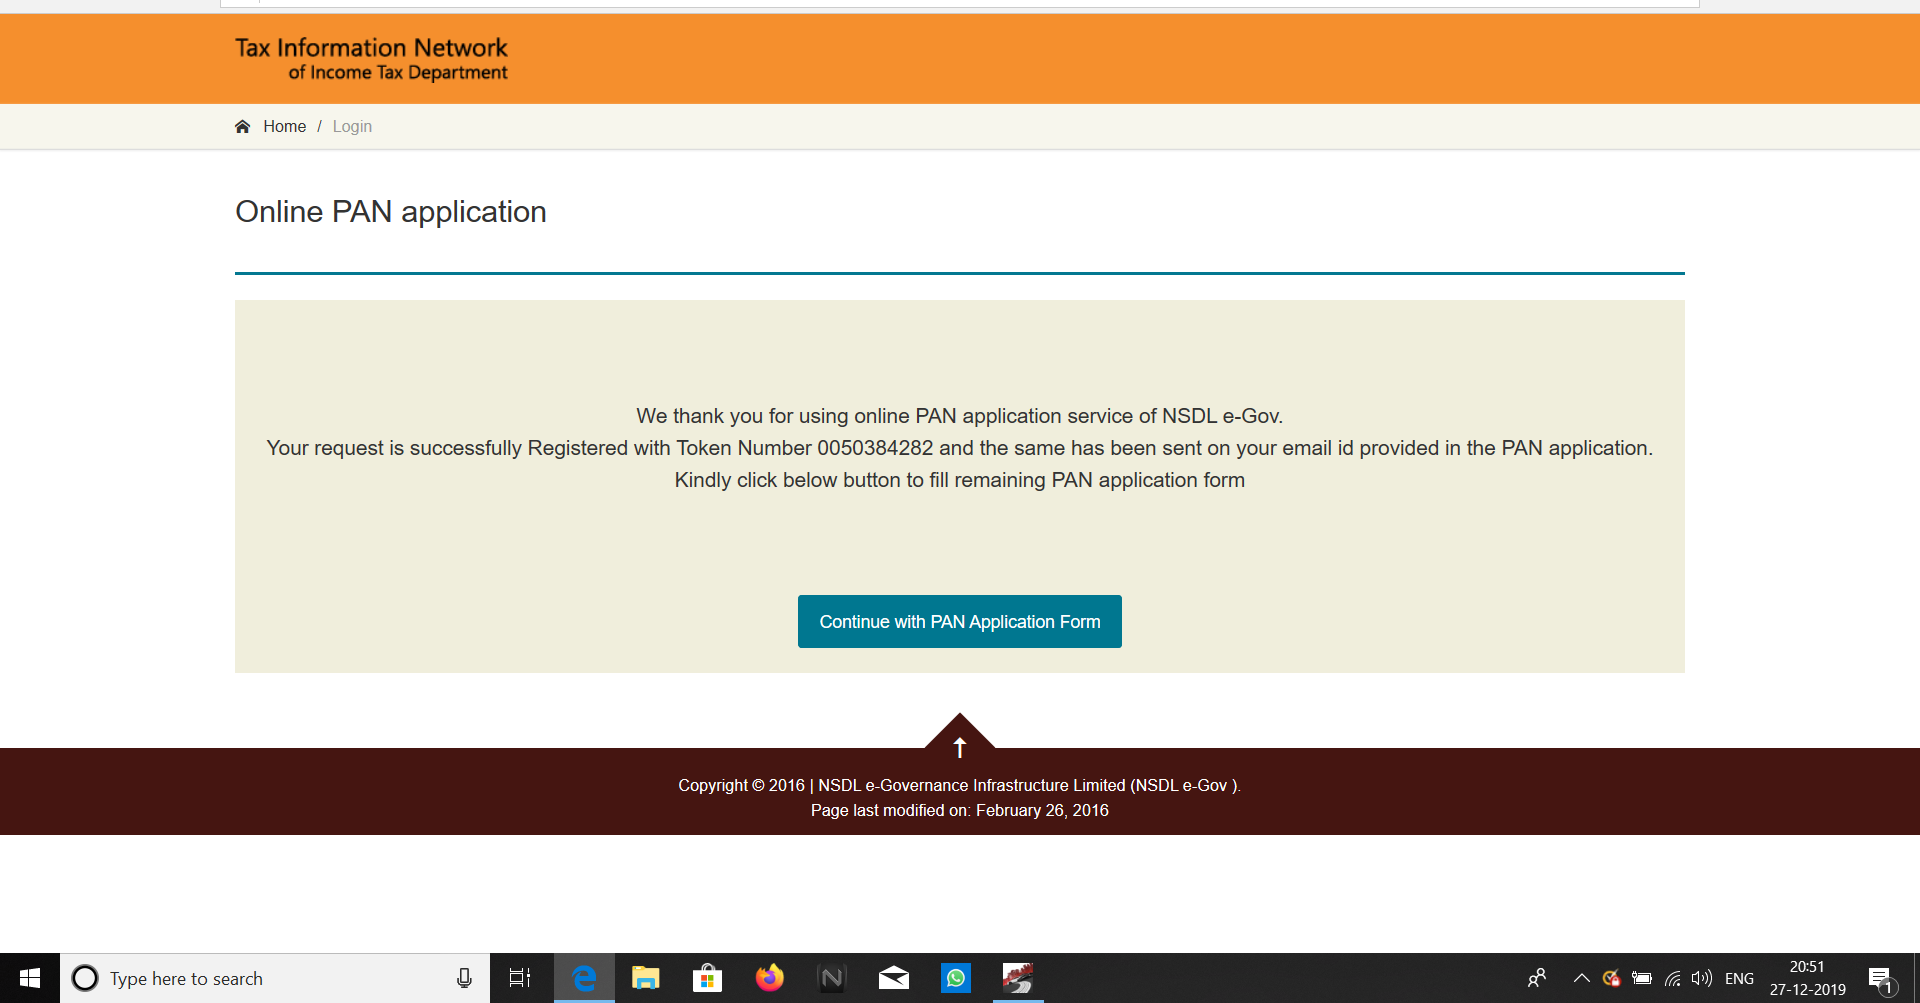 Tax Information Network
of Income Tax Department
Home / Login
Online PAN application
We thank you for using online PAN application service of NSDL e-Gov.
Your request is successfully Registered with Token Number 0050384282 and the same has been sent on your email id provided in the PAN application.
Kindly click below button to fill remaining PAN application form
Continue with PAN Application Form
Copyright © 2016 | NSDL e-Governance Infrastructure Limited (NSDL e-Gov ).
Page last modified on: February 26, 2016
Type here to search
ENG
20:51
27-12-2019
1